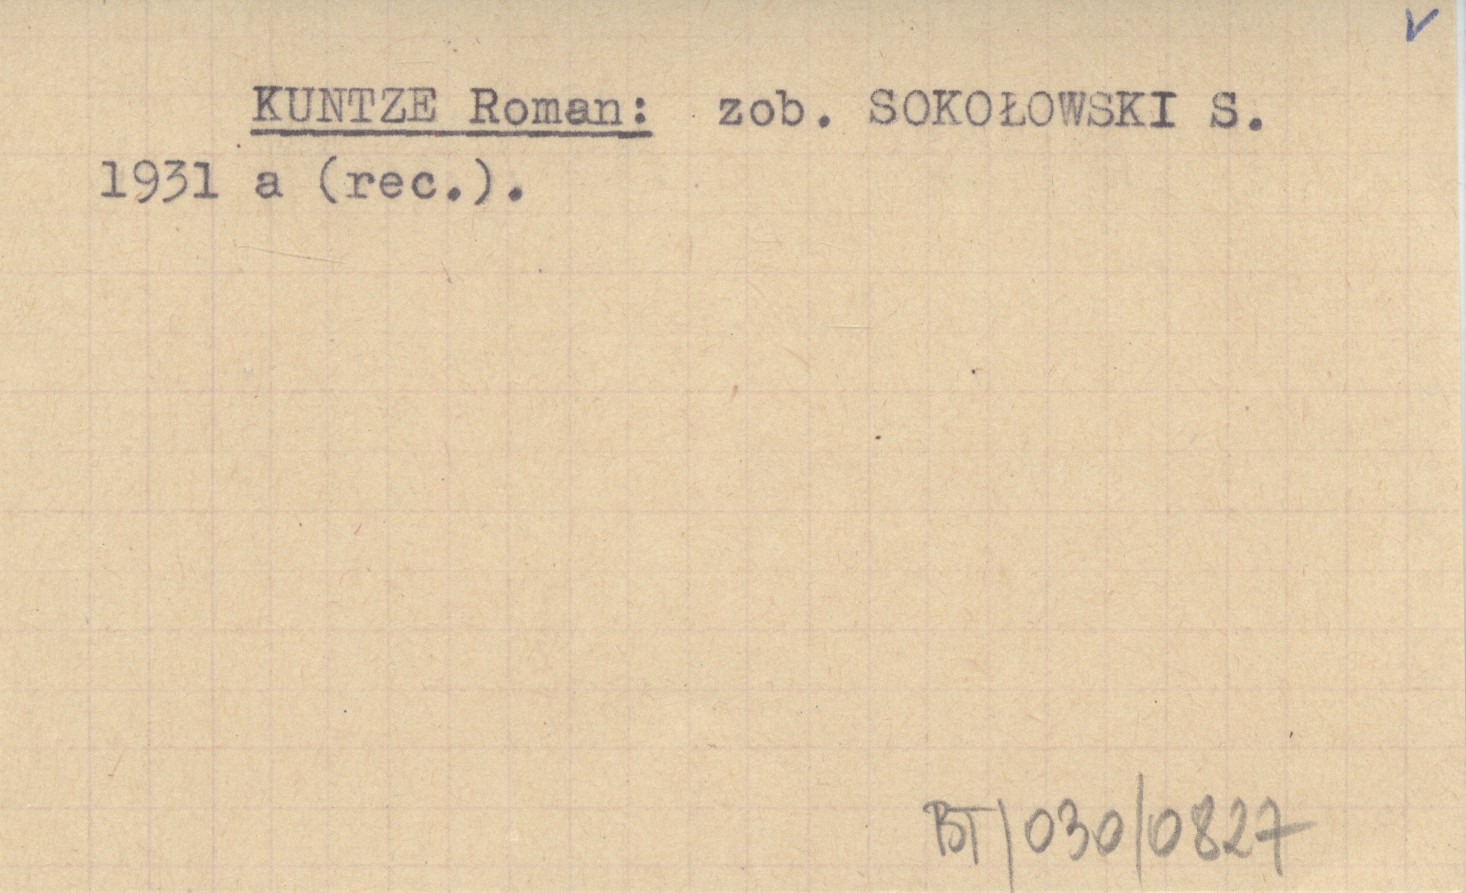 KUNTZE Roman: zob. SOKOŁOWSKI S.
1931 a (rec.).
BT/030/0827